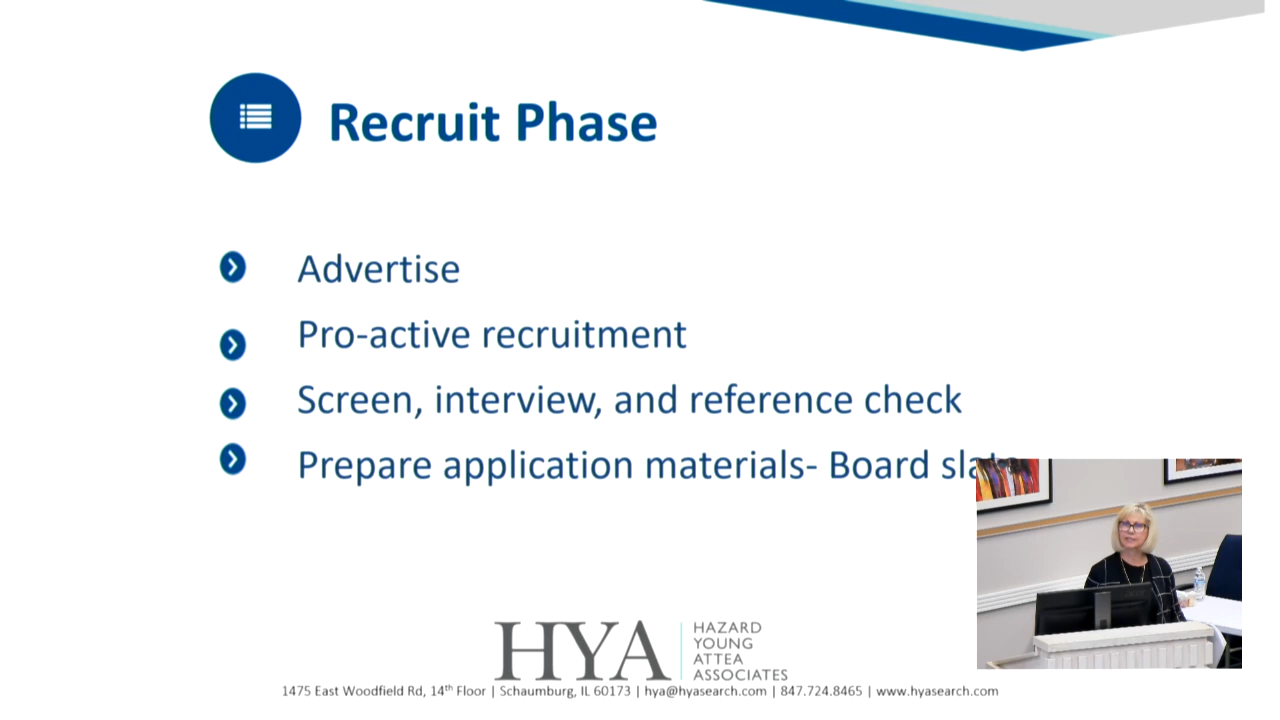 Recruit Phase
Advertise
Pro-active recruitment
Screen, interview, and reference check
Prepare application materials- Board
HYA
HAZARD
YOUNG
ATTEA
ASSOCIATES
1475 East Woodfield Rd, 14th Floor | Schaumburg, IL 60173 | hya@hyasearch.com | 847.724.8465 | www.hyasearch.com